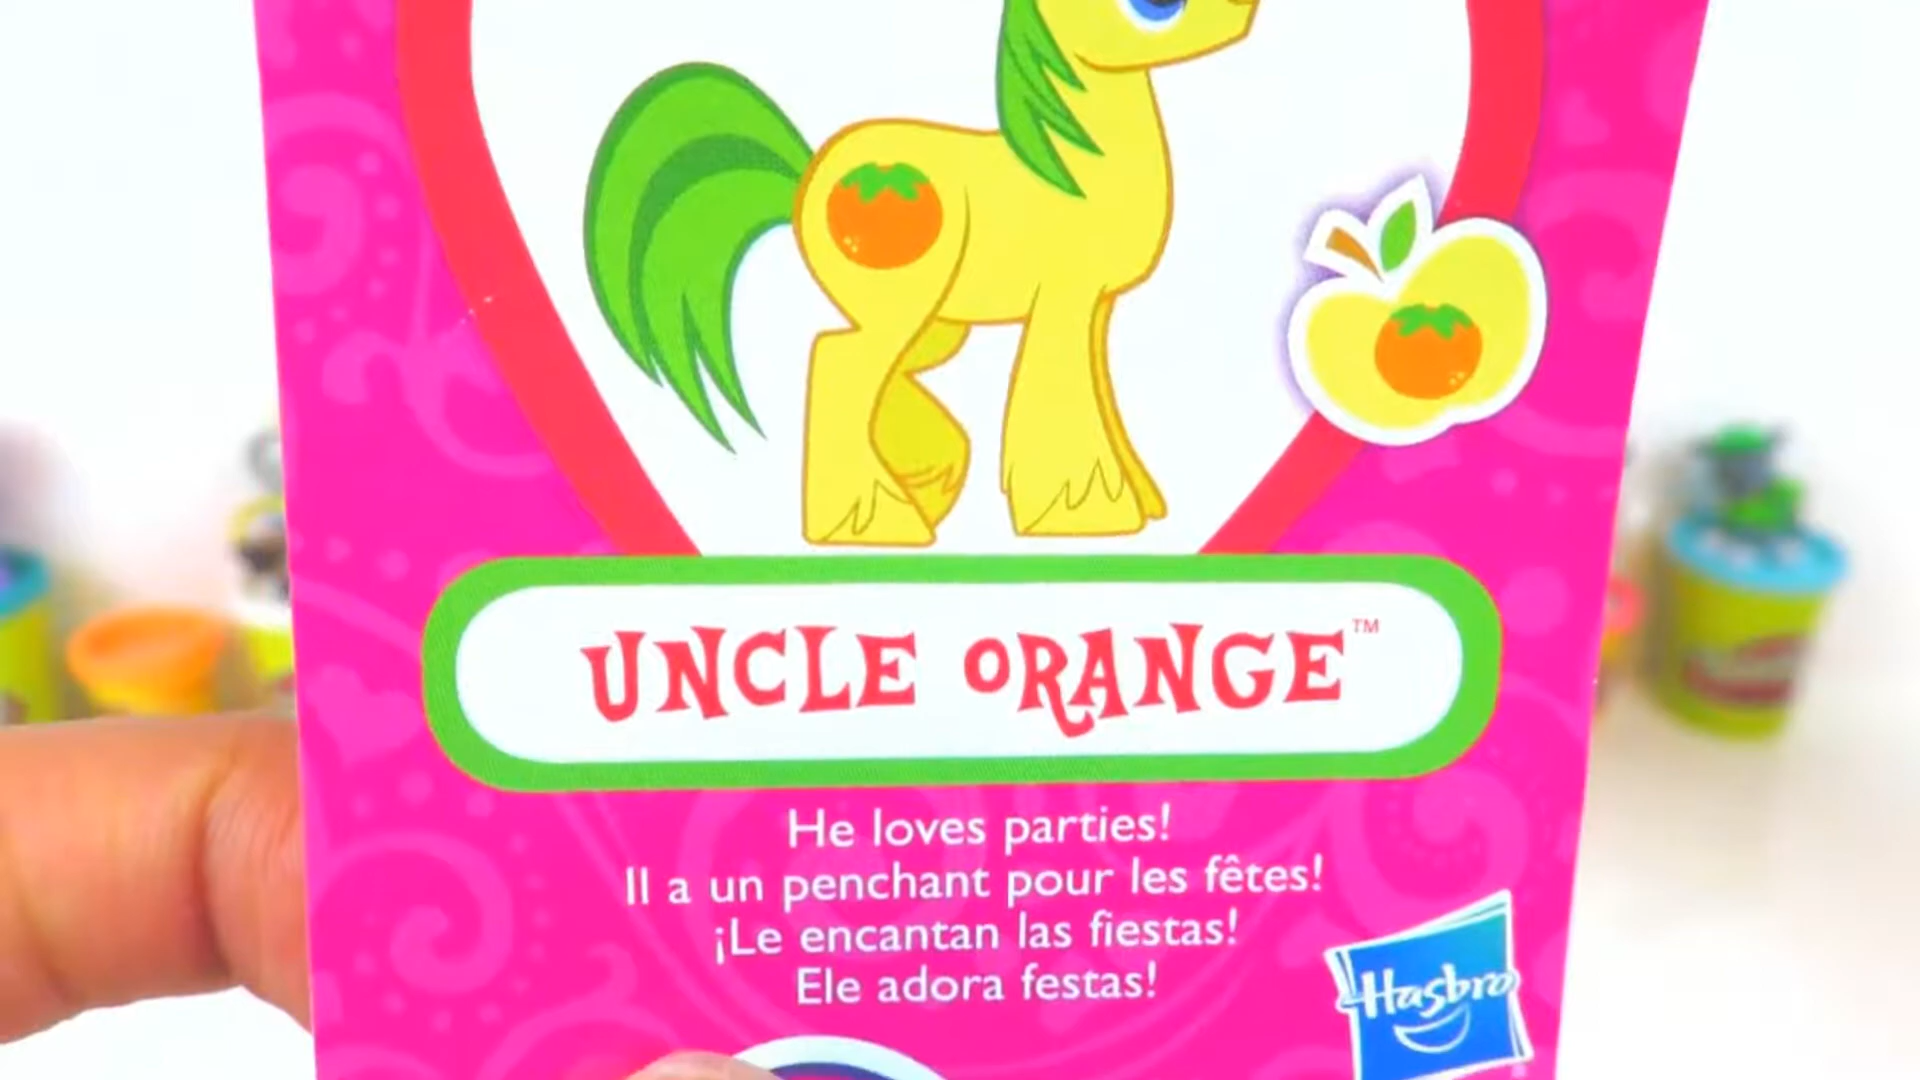 UNCLE ORANGE™
He loves parties!
Il a un penchant pour les fêtes!
¡Le encantan las fiestas!
Ele adora festas!
Hasbro